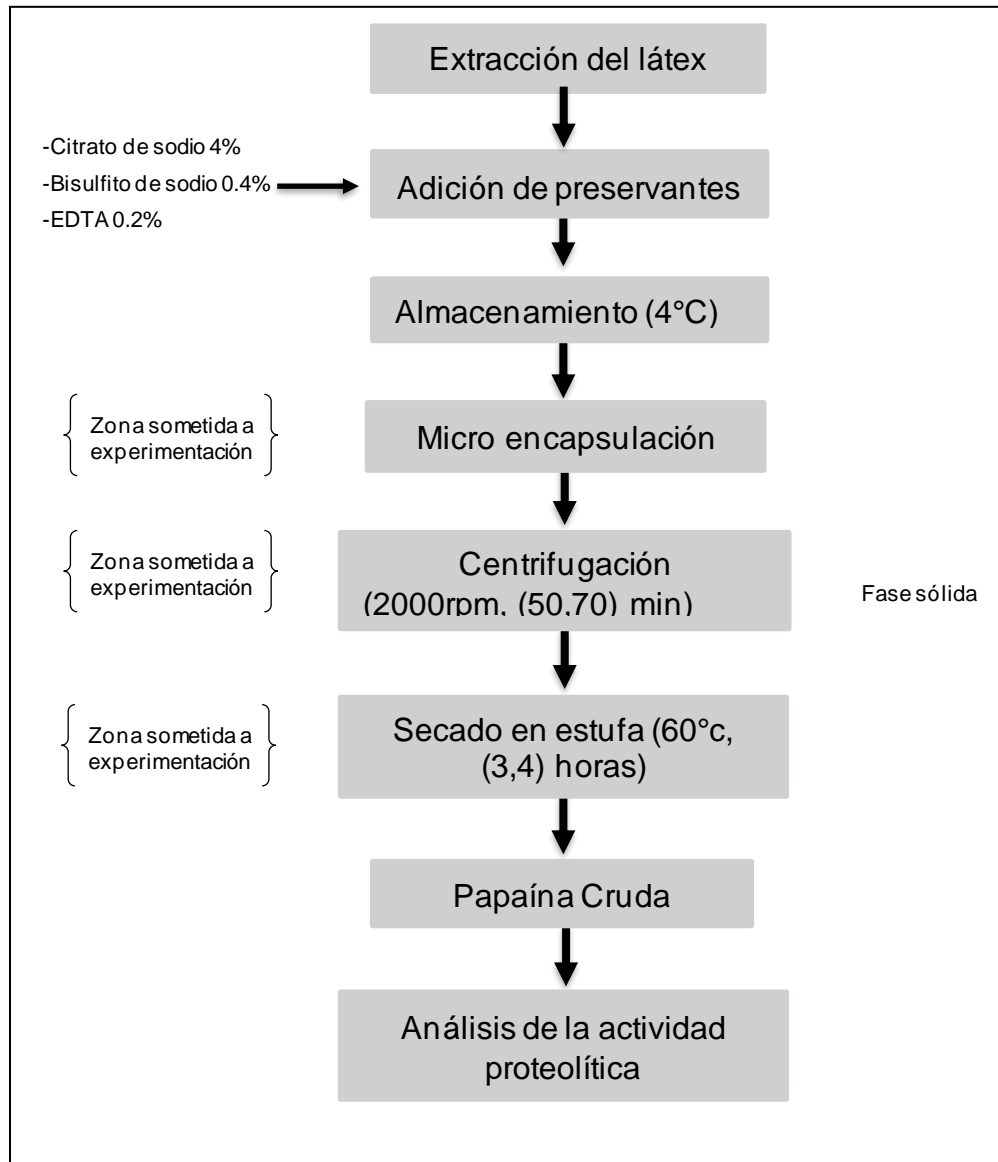 Extracción del látex
-Citrato de sodio 4%
-Bisulfito de sodio 0.4%
-EDTA 0.2%
Adición de preservantes
Almacenamiento (4°C)
Zona sometida a
experimentación
Micro encapsulación
Zona sometida a
experimentación
Centrifugación
(2000rpm, (50,70) min)
Fase sólida
Zona sometida a
experimentación
Secado en estufa (60°c,
(3,4) horas)
Papaína Cruda
Análisis de la actividad
proteolítica